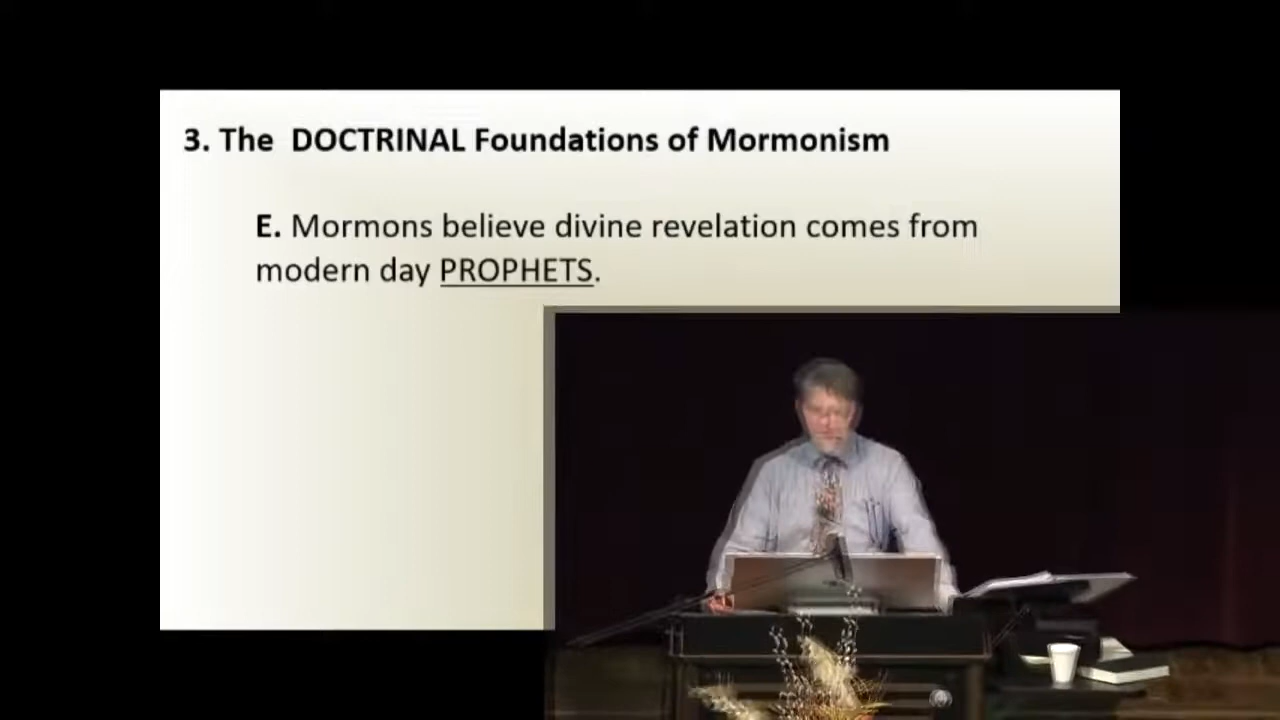 3. The DOCTRINAL Foundations of Mormonism
E. Mormons believe divine revelation comes from
modern day PROPHETS.